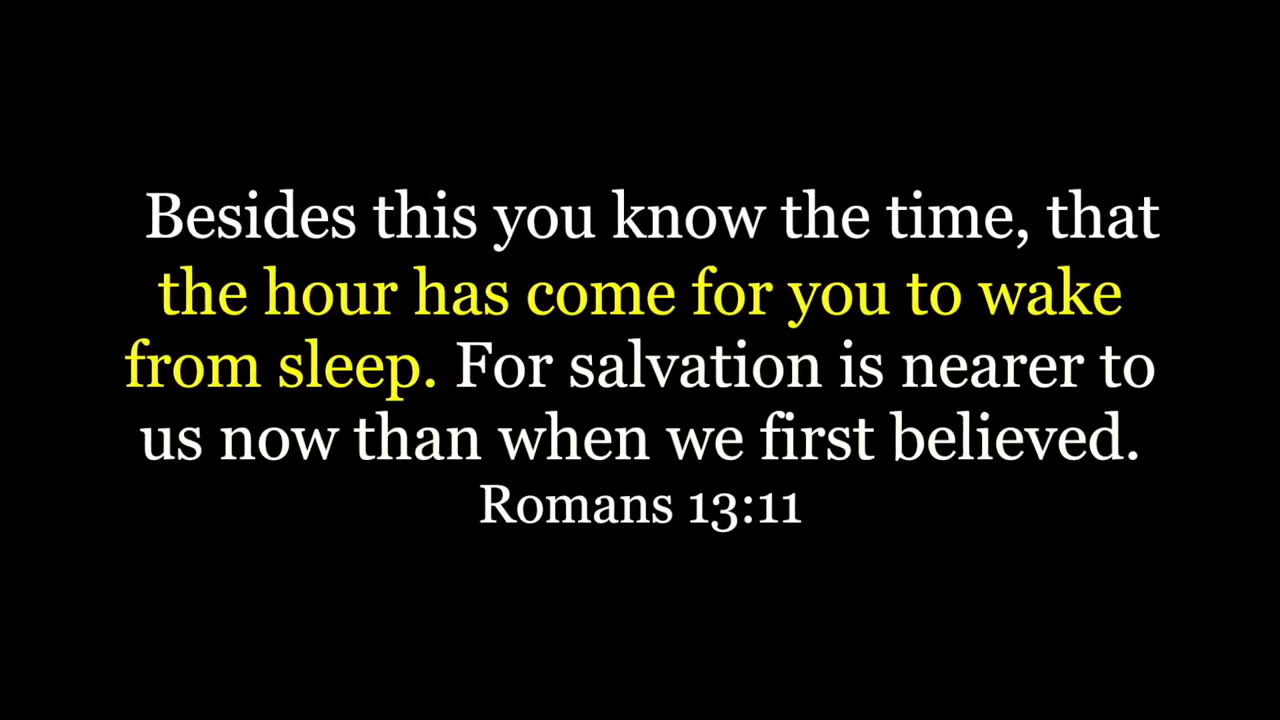 Besides this you know the time, that
the hour has come for you to wake
from sleep. For salvation is nearer to
us now than when we first believed.
Romans 13:11